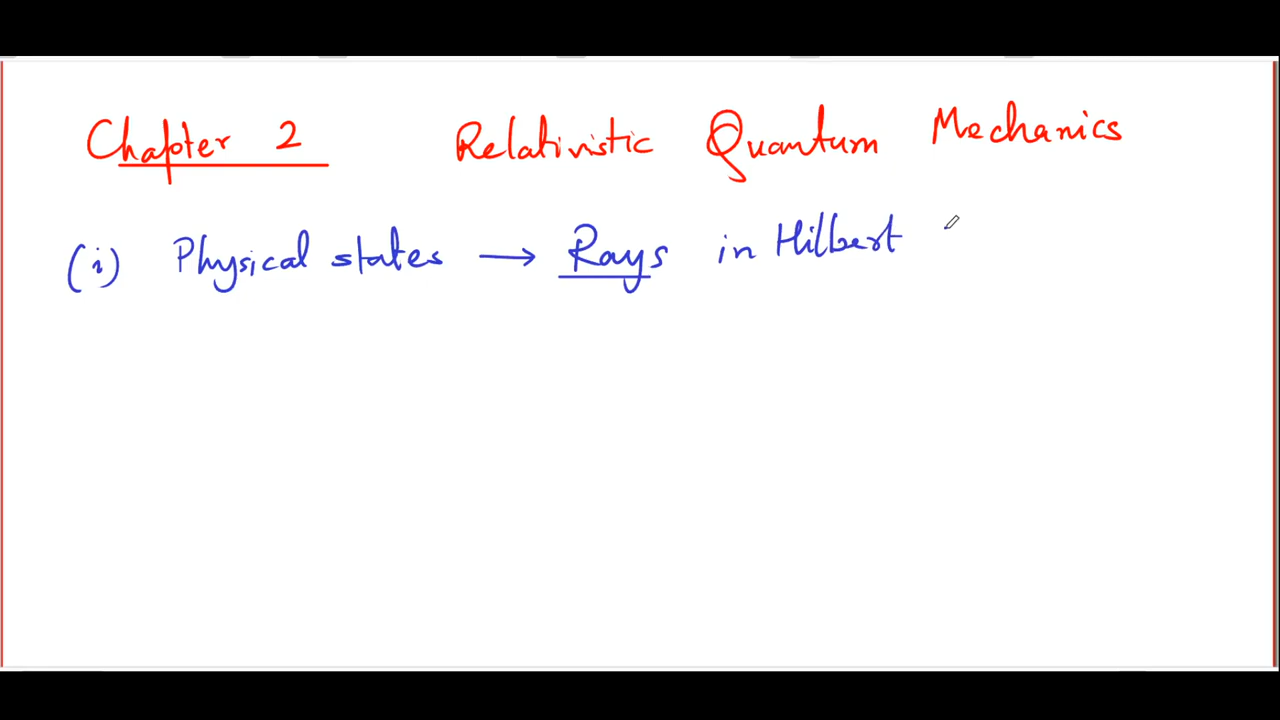 Chapter 2 Relativistic Quantum Mechanics
(i) Physical states → Rays in Hilbert